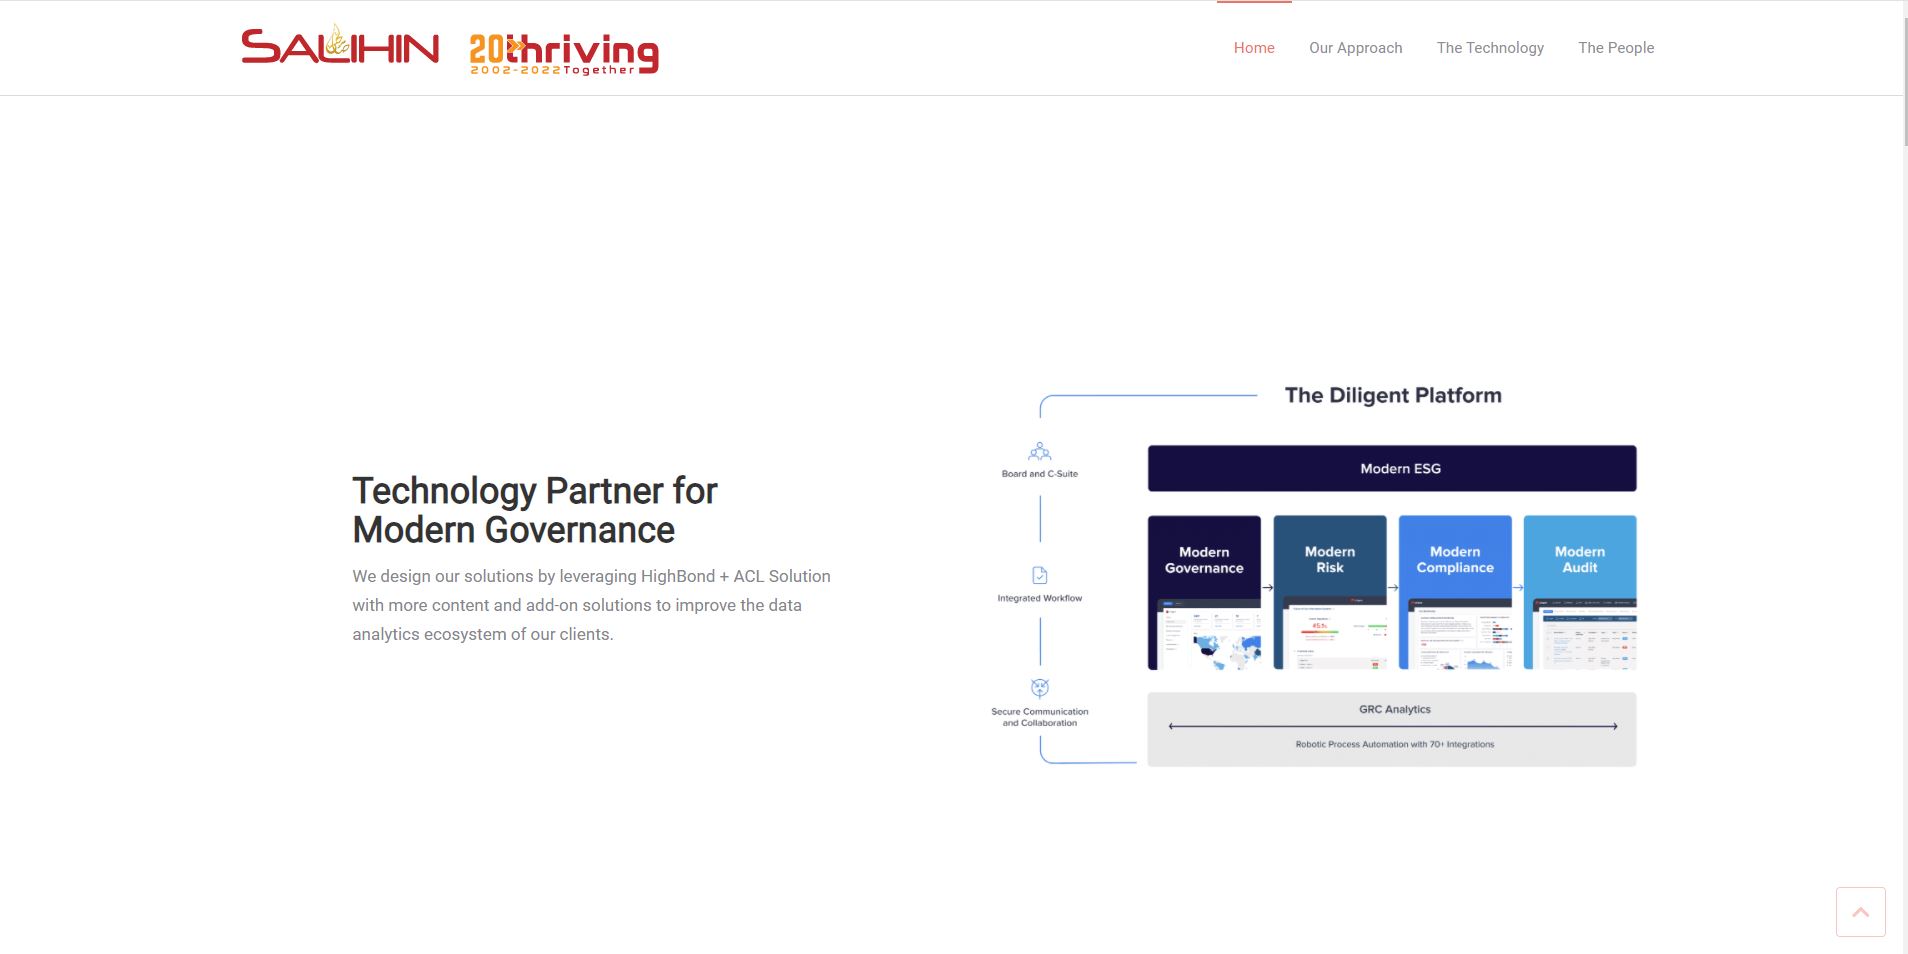 SALIHIN
20thriving
2002-2022Together
Home
Our Approach
The Technology
The People
Technology Partner for
Modern Governance
We design our solutions by leveraging HighBond + ACL Solution
with more content and add-on solutions to improve the data
analytics ecosystem of our clients.
The Diligent Platform
Board and C-Suite
Integrated Workflow
Secure Communication
and Collaboration
Modern ESG
Modern
Governance
Modern
Risk
Modern
Compliance
Modern
Audit
GRC Analytics
Robotic Process Automation with 70+ Integrations